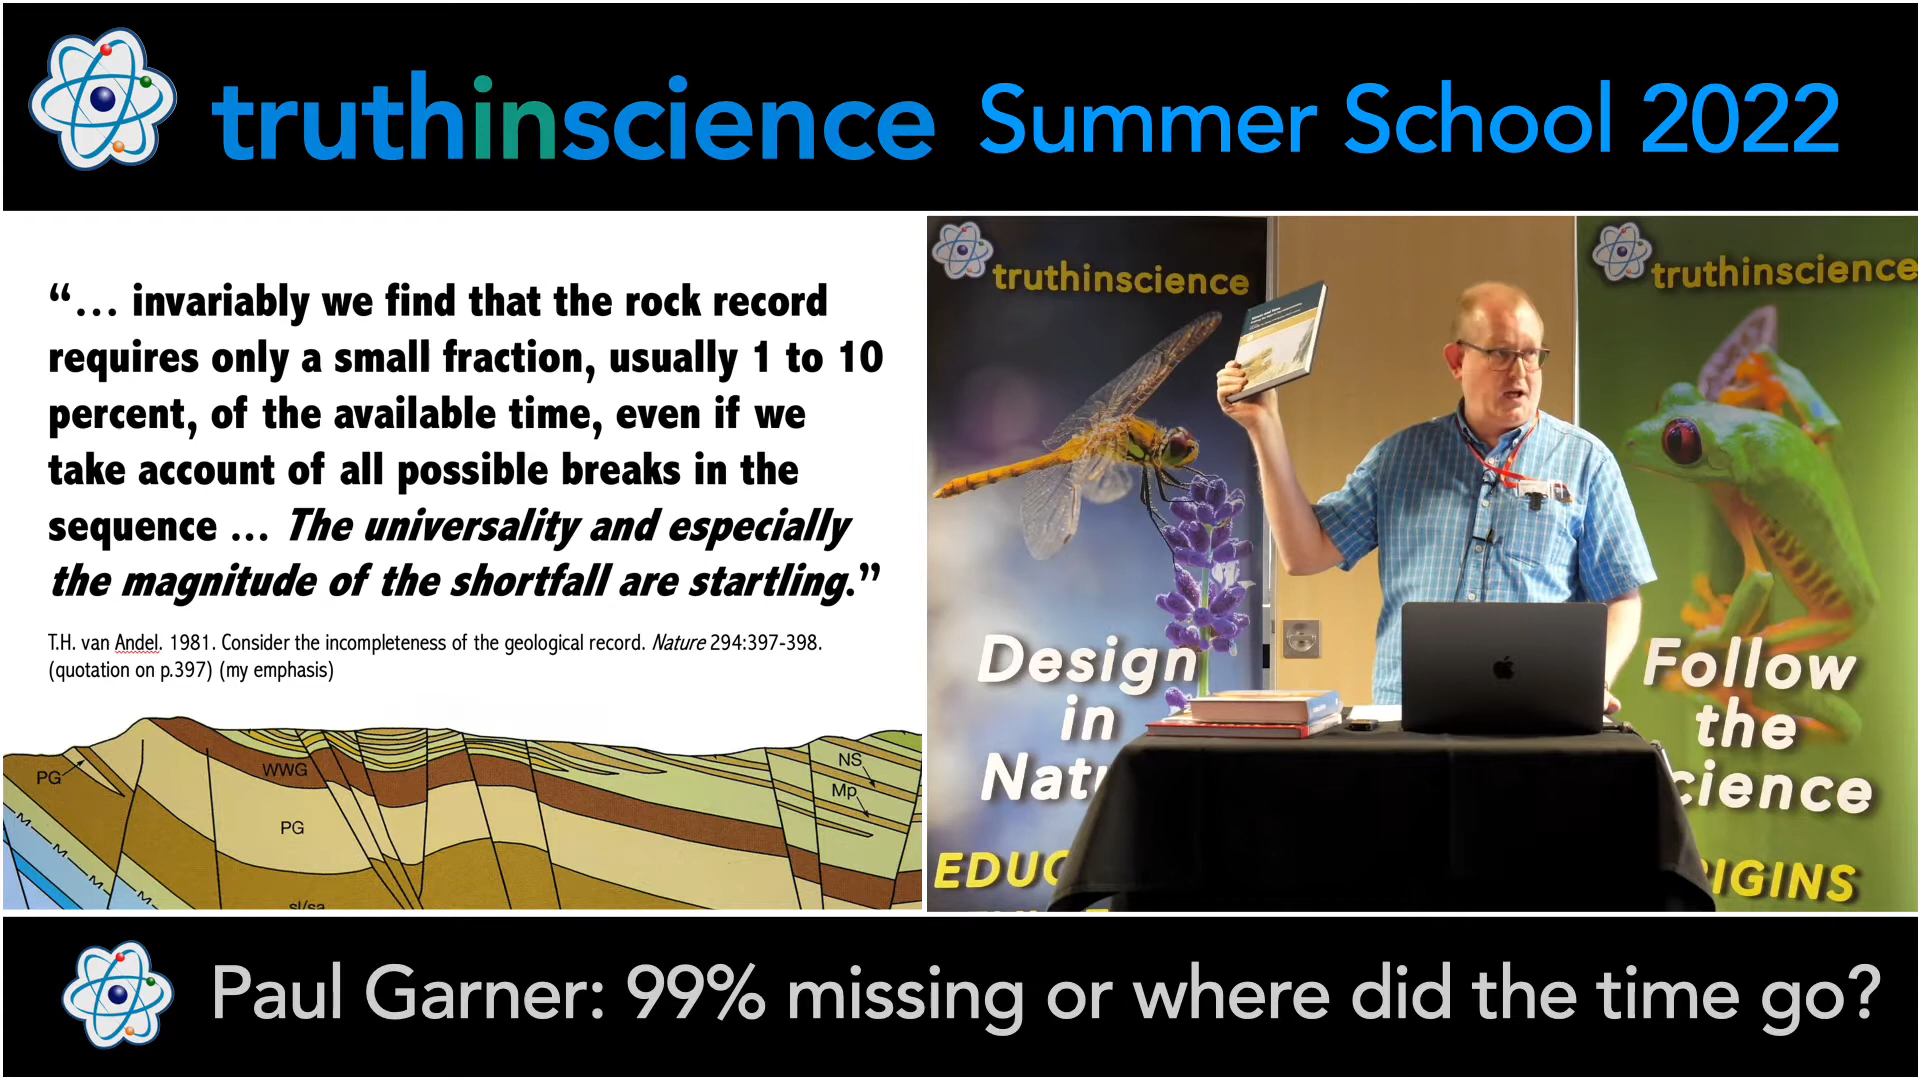 truthinscience Summer School 2022
“… invariably we find that the rock record
requires only a small fraction, usually 1 to 10
percent, of the available time, even if we
take account of all possible breaks in the
sequence … The universality and especially
the magnitude of the shortfall are startling.”
T.H. van Andel. 1981. Consider the incompleteness of the geological record. Nature 294:397-398.
(quotation on p.397) (my emphasis)
PG
WWG
NS
Mp
PG
M
M
M
M
sl/sa
truthinscience
Design
in
Natu
EDUC
truthinscience
Follow
the
cience
RIGINS
Paul Garner: 99% missing or where did the time go?